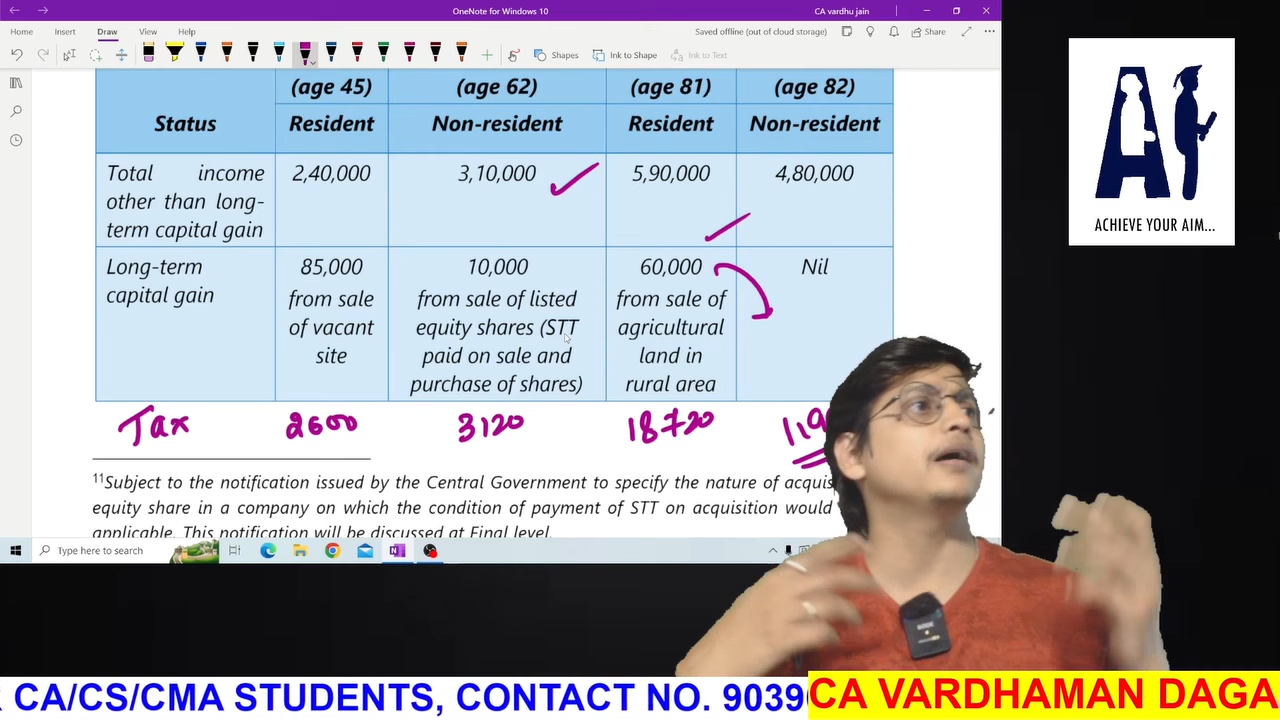 OneNote for Windows 10
CA vardhu jain
Home Insert Draw View Help
Saved offline (out of cloud storage)
Share
Shapes
Ink to Shape
Ink to Text
(age 45) (age 62) (age 81) (age 82)
Status Resident Non-resident Resident Non-resident
Total income other than long-term capital gain
2,40,000 3,10,000 5,90,000 4,80,000
Long-term capital gain
85,000
from sale
of vacant
site
10,000
from sale of listed
equity shares (STT
paid on sale and
purchase of shares)
60,000
from sale of
agricultural
land in
rural area
Nil
Tax 2600 3120 18720
11Subject to the notification issued by the Central Government to specify the nature of
equity share in a company on which the condition of payment of STT on acquisition would
applicable. This notification will be discussed at Final level.
Type here to search
AI
ACHIEVE YOUR AIM...
CA/CS/CMA STUDENTS, CONTACT NO.
CA VARDHAMAN DAGA